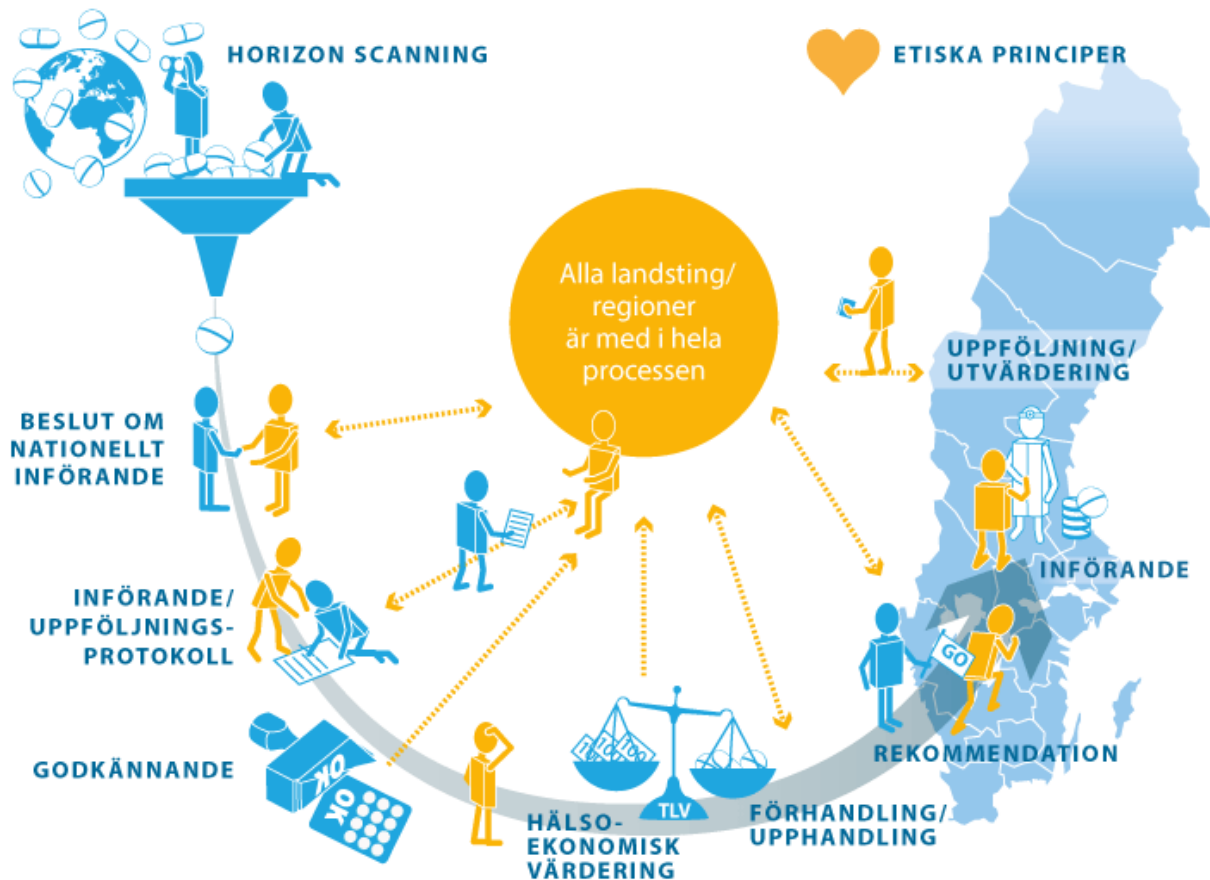 HORIZON SCANNING
ETISKA PRINCIPER
Alla landsting/
regioner
är med i hela
processen
UPPFÖLJNING/
UTVÄRDERING
BESLUT OM
NATIONELLT
INFÖRANDE
INFÖRANDE
INFÖRANDE/
UPPFÖLJNINGS-
PROTOKOLL
GO
REKOMMENDATION
GODKÄNNANDE
OK
OK
100
TLV
HÄLSO-
EKONOMISK
VÄRDERING
FÖRHANDLING/
UPPHANDLING